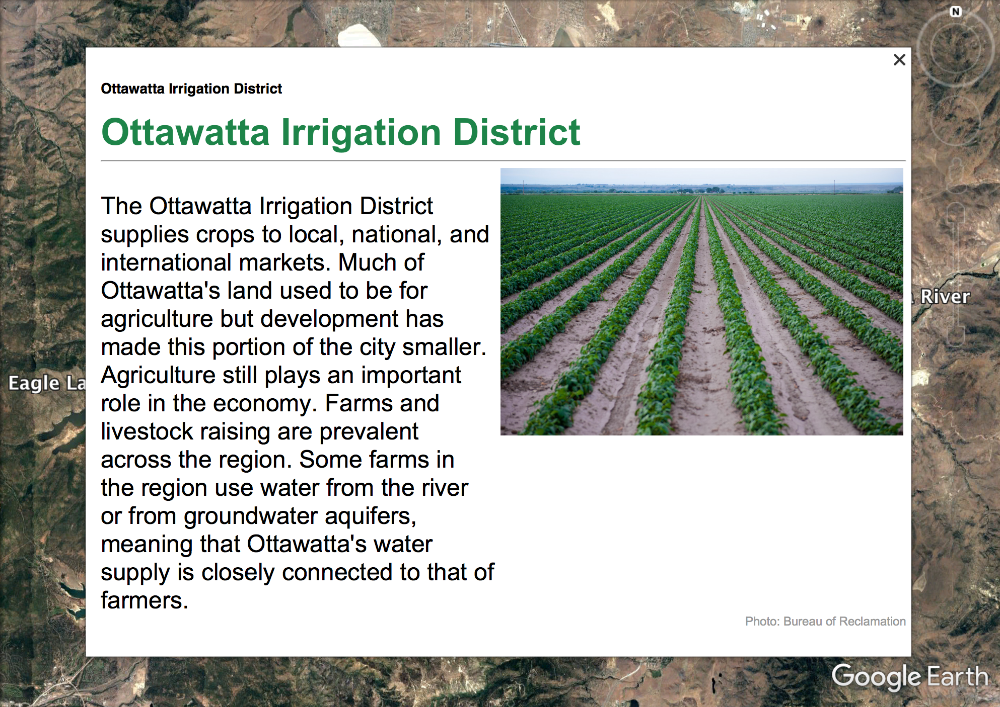 N
Ottawatta Irrigation District
Ottawatta Irrigation District
The Ottawatta Irrigation District
supplies crops to local, national, and
international markets. Much of
Ottawatta's land used to be for
agriculture but development has
made this portion of the city smaller.
Agriculture still plays an important
role in the economy. Farms and
livestock raising are prevalent
across the region. Some farms in
the region use water from the river
or from groundwater aquifers,
meaning that Ottawatta's water
supply is closely connected to that of
farmers.
River
Eagle La
Photo: Bureau of Reclamation
Google Earth